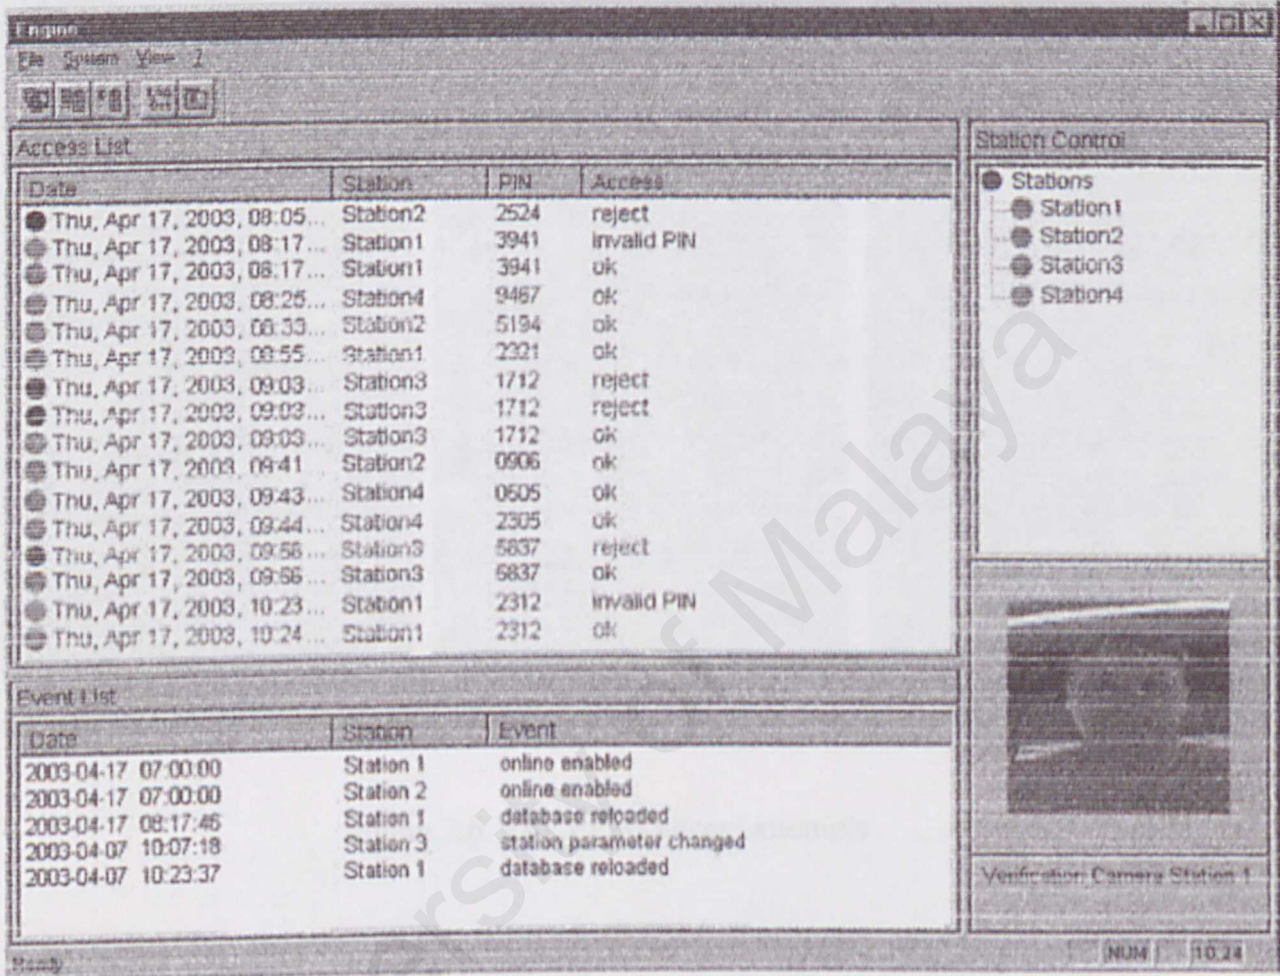 Engine
File System View ?
Access List
Date Station PIN Access
Thu, Apr 17, 2003, 08:05... Station2 2524 reject
Thu, Apr 17, 2003, 08:17... Station1 3941 invalid PIN
Thu, Apr 17, 2003, 08:17... Station1 3941 ok
Thu, Apr 17, 2003, 08:25... Station4 9467 ok
Thu, Apr 17, 2003, 08:33... Station2 5194 ok
Thu, Apr 17, 2003, 08:55... Station1 2321 ok
Thu, Apr 17, 2003, 09:03... Station3 1712 reject
Thu, Apr 17, 2003, 09:03... Station3 1712 reject
Thu, Apr 17, 2003, 09:03... Station3 1712 ok
Thu, Apr 17, 2003, 09:41 Station2 0906 ok
Thu, Apr 17, 2003, 09:43... Station4 0605 ok
Thu, Apr 17, 2003, 09:44... Station4 2305 ok
Thu, Apr 17, 2003, 09:56... Station3 5837 reject
Thu, Apr 17, 2003, 09:56... Station3 5837 ok
Thu, Apr 17, 2003, 10:23... Station1 2312 invalid PIN
Thu, Apr 17, 2003, 10:24... Station1 2312 ok
Event List
Date Station Event
2003-04-17 07:00:00 Station 1 online enabled
2003-04-17 07:00:00 Station 2 online enabled
2003-04-17 08:17:46 Station 1 database reloaded
2003-04-07 10:07:18 Station 3 station parameter changed
2003-04-07 10:23:37 Station 1 database reloaded
Station Control
Stations
Station1
Station2
Station3
Station4
Verification Camera Station 1
Ready NUM 10:24
ersity of Malaya